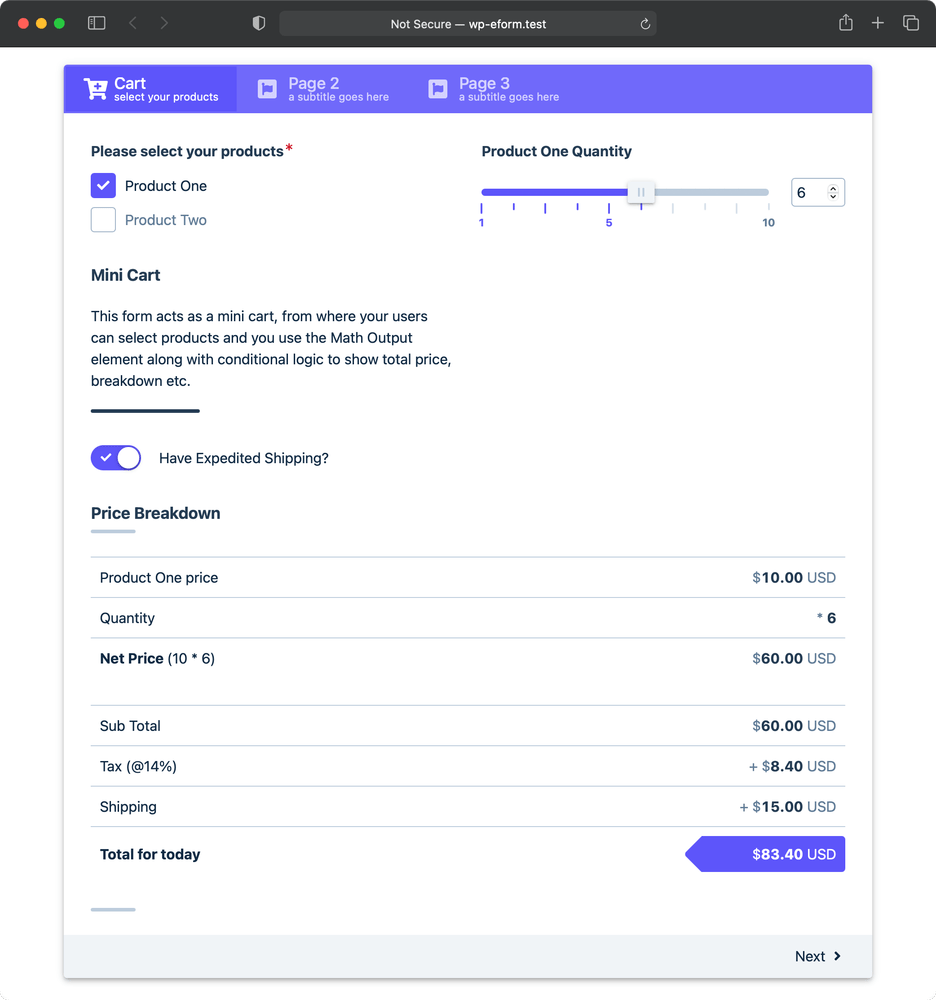 Not Secure — wp-eform.test
Cart
select your products
Page 2
a subtitle goes here
Page 3
a subtitle goes here
Please select your products*
Product One
Product Two
Product One Quantity
6
1
5
10
Mini Cart
This form acts as a mini cart, from where your users
can select products and you use the Math Output
element along with conditional logic to show total price,
breakdown etc.
Have Expedited Shipping?
Price Breakdown
Product One price $10.00 USD
Quantity * 6
Net Price (10 * 6) $60.00 USD
Sub Total $60.00 USD
Tax (@14%) + $8.40 USD
Shipping + $15.00 USD
Total for today $83.40 USD
Next